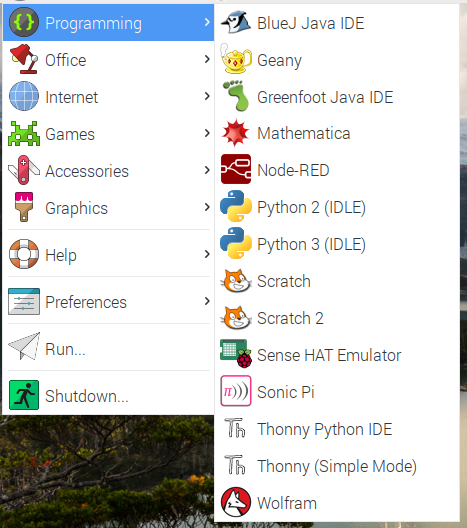 Programming
Office
Internet
Games
Accessories
Graphics
Help
Preferences
Run...
Shutdown...
BlueJ Java IDE
Geany
Greenfoot Java IDE
Mathematica
Node-RED
Python 2 (IDLE)
Python 3 (IDLE)
Scratch
Scratch 2
Sense HAT Emulator
π)))
Sonic Pi
Th
Thonny Python IDE
Th
Thonny (Simple Mode)
Wolfram